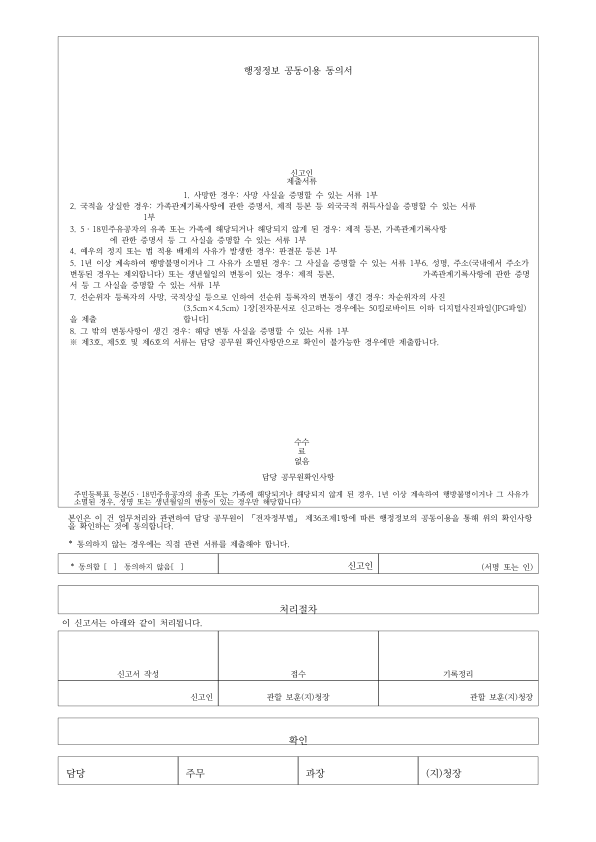 행정정보 공동이용 동의서
신고인
제출서류
1. 사망한 경우: 사망 사실을 증명할 수 있는 서류 1부
2. 국적을 상실한 경우: 가족관계기록사항에 관한 증명서, 제적 등본 등 외국국적 취득사실을 증명할 수 있는 서류
1부
3. 5ㆍ18민주유공자의 유족 또는 가족에 해당되거나 해당되지 않게 된 경우: 제적 등본, 가족관계기록사항
에 관한 증명서 등 그 사실을 증명할 수 있는 서류 1부
4. 예우의 정지 또는 법 적용 배제의 사유가 발생한 경우: 판결문 등본 1부
5. 1년 이상 계속하여 행방불명이거나 그 사유가 소멸된 경우: 그 사실을 증명할 수 있는 서류 1부6. 성명, 주소(국내에서 주소가
변동된 경우는 제외합니다) 또는 생년월일의 변동이 있는 경우: 제적 등본, 가족관계기록사항에 관한 증명
서 등 그 사실을 증명할 수 있는 서류 1부
7. 선순위자 등록자의 사망, 국적상실 등으로 인하여 선순위 등록자의 변동이 생긴 경우: 차순위자의 사진
(3.5cm×4.5cm) 1장[전자문서로 신고하는 경우에는 50킬로바이트 이하 디지털사진파일(JPG파일)
을 제출 합니다]
8. 그 밖의 변동사항이 생긴 경우: 해당 변동 사실을 증명할 수 있는 서류 1부
※ 제3호, 제5호 및 제6호의 서류는 담당 공무원 확인사항만으로 확인이 불가능한 경우에만 제출합니다.
수수
료
없음
담당 공무원확인사항
주민등록표 등본(5ㆍ18민주유공자의 유족 또는 가족에 해당되거나 해당되지 않게 된 경우, 1년 이상 계속하여 행방불명이거나 그 사유가
소멸된 경우, 성명 또는 생년월일의 변동이 있는 경우만 해당합니다)
본인은 이 건 업무처리와 관련하여 담당 공무원이 「전자정부법」 제36조제1항에 따른 행정정보의 공동이용을 통해 위의 확인사항
을 확인하는 것에 동의합니다.
* 동의하지 않는 경우에는 직접 관련 서류를 제출해야 합니다.
* 동의함 [ ] 동의하지 않음[ ] 신고인 (서명 또는 인)
처리절차
이 신고서는 아래와 같이 처리됩니다.
신고서 작성 접수 기록정리
신고인 관할 보훈(지)청장 관할 보훈(지)청장
확인
담당 주무 과장 (지)청장